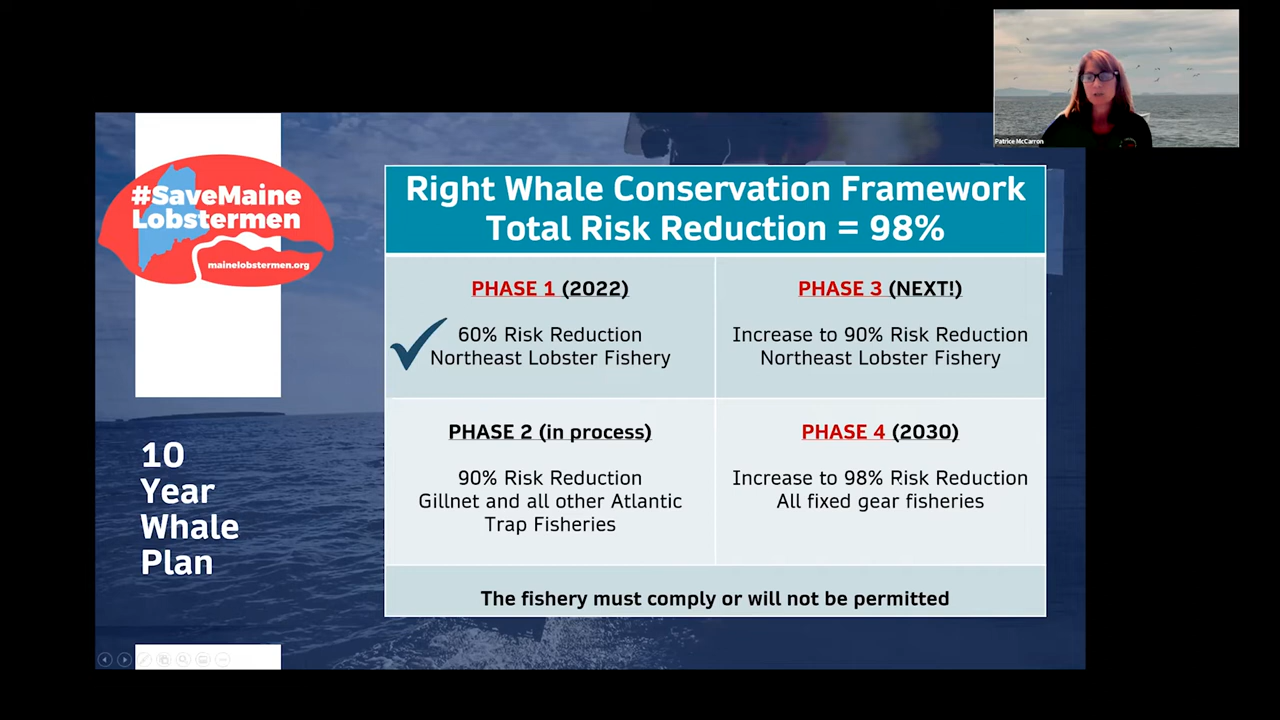 Patrice McCarron
#SaveMaine
Lobstermen
mainelobstermen.org
10
Year
Whale
Plan
Right Whale Conservation Framework
Total Risk Reduction = 98%
PHASE 1 (2022)
60% Risk Reduction
Northeast Lobster Fishery
PHASE 3 (NEXT!)
Increase to 90% Risk Reduction
Northeast Lobster Fishery
PHASE 2 (in process)
90% Risk Reduction
Gillnet and all other Atlantic
Trap Fisheries
PHASE 4 (2030)
Increase to 98% Risk Reduction
All fixed gear fisheries
The fishery must comply or will not be permitted